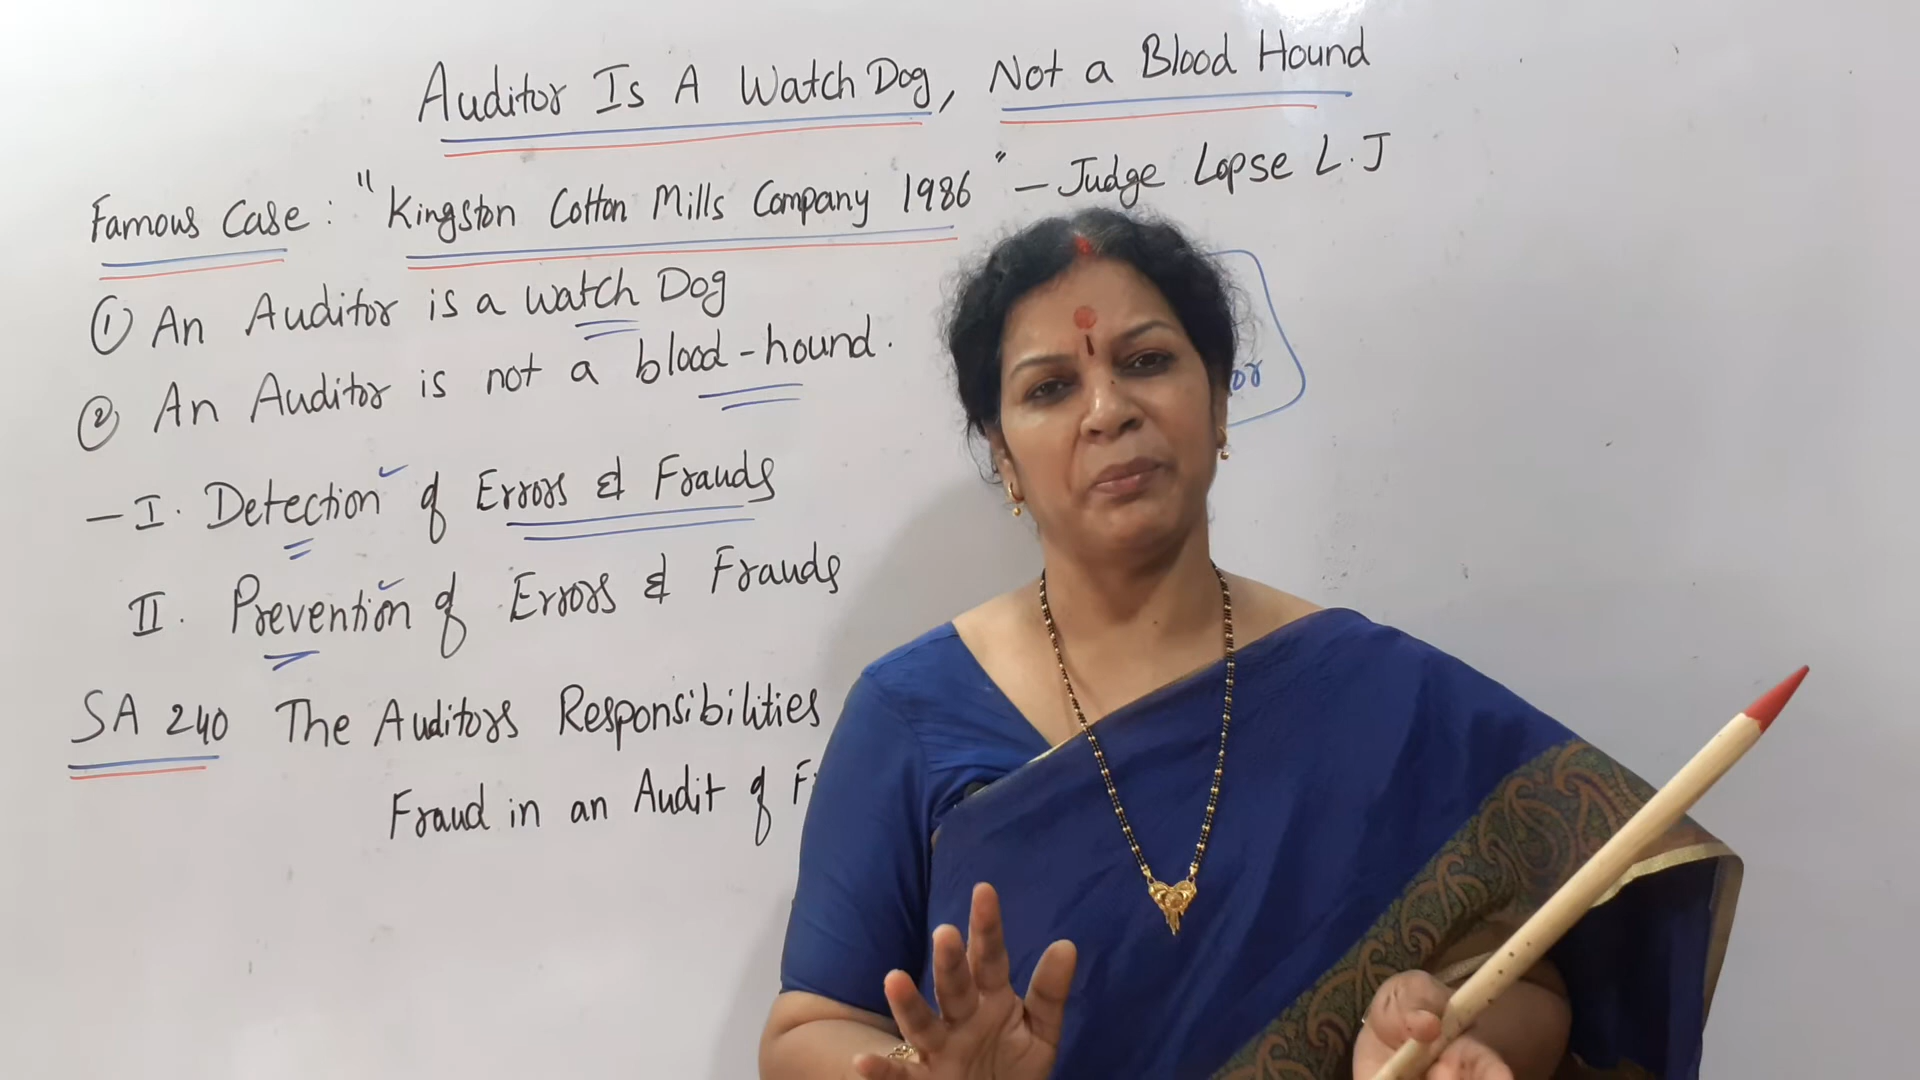 Auditor Is A Watch Dog, Not a Blood Hound
Famous Case: "Kingston Cotton Mills Company 1986" - Judge Lopse L.J
① An Auditor is a watch Dog
② An Auditor is not a blood-hound.
- I. Detection of Errors & Frauds
II. Prevention of Errors & Frauds
SA 240 The Auditors Responsibilities
Fraud in an Audit of